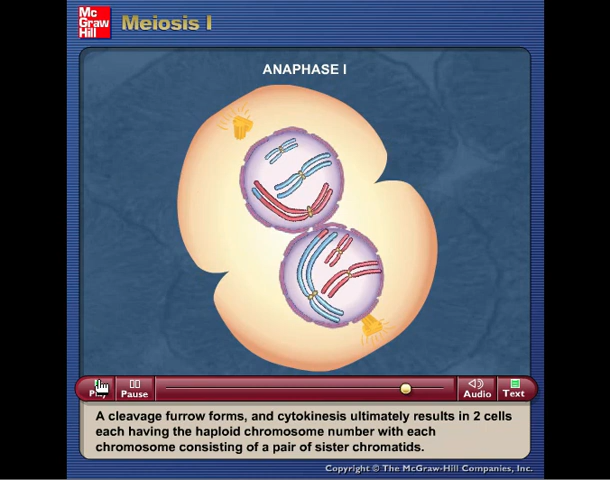 Mc
Graw
Hill
Meiosis I
ANAPHASE I
Pause
Audio
Text
A cleavage furrow forms, and cytokinesis ultimately results in 2 cells
each having the haploid chromosome number with each
chromosome consisting of a pair of sister chromatids.
Copyright © The McGraw-Hill Companies, Inc.